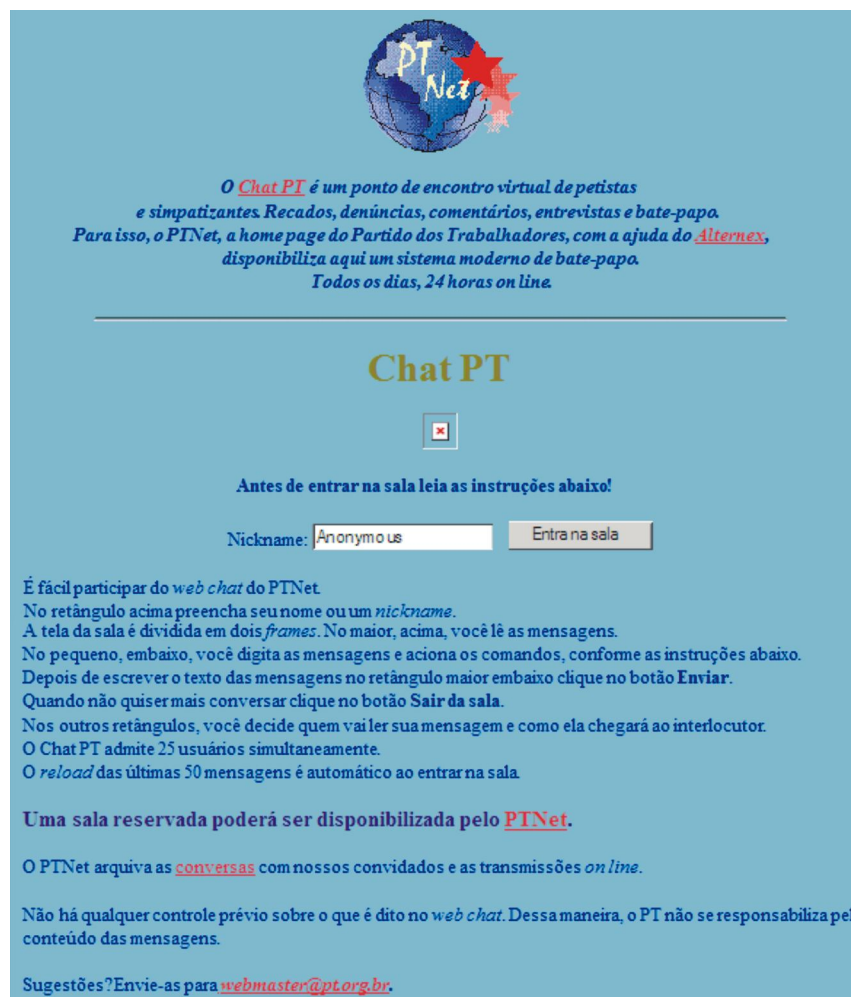 PT
Net
O Chat PT é um ponto de encontro virtual de petistas
e simpatizantes. Recados, denúncias, comentários, entrevistas e bate-papo.
Para isso, o PTNet, a home page do Partido dos Trabalhadores, com a ajuda do Alternex,
disponibiliza aqui um sistema moderno de bate-papo.
Todos os dias, 24 horas on line.
Chat PT
Antes de entrar na sala leia as instruções abaixo!
Nickname: Anonymous Entra na sala
É fácil participar do web chat do PTNet.
No retângulo acima preencha seu nome ou um nickname.
A tela da sala é dividida em dois frames. No maior, acima, você lê as mensagens.
No pequeno, embaixo, você digita as mensagens e aciona os comandos, conforme as instruções abaixo.
Depois de escrever o texto das mensagens no retângulo maior embaixo clique no botão Enviar.
Quando não quiser mais conversar clique no botão Sair da sala.
Nos outros retângulos, você decide quem vai ler sua mensagem e como ela chegará ao interlocutor.
O Chat PT admite 25 usuários simultaneamente.
O reload das últimas 50 mensagens é automático ao entrar na sala.
Uma sala reservada poderá ser disponibilizada pelo PTNet.
O PTNet arquiva as conversas com nossos convidados e as transmissões on line.
Não há qualquer controle prévio sobre o que é dito no web chat. Dessa maneira, o PT não se responsabiliza pel
conteúdo das mensagens.
Sugestões?Envie-as para webmaster@pt.org.br.